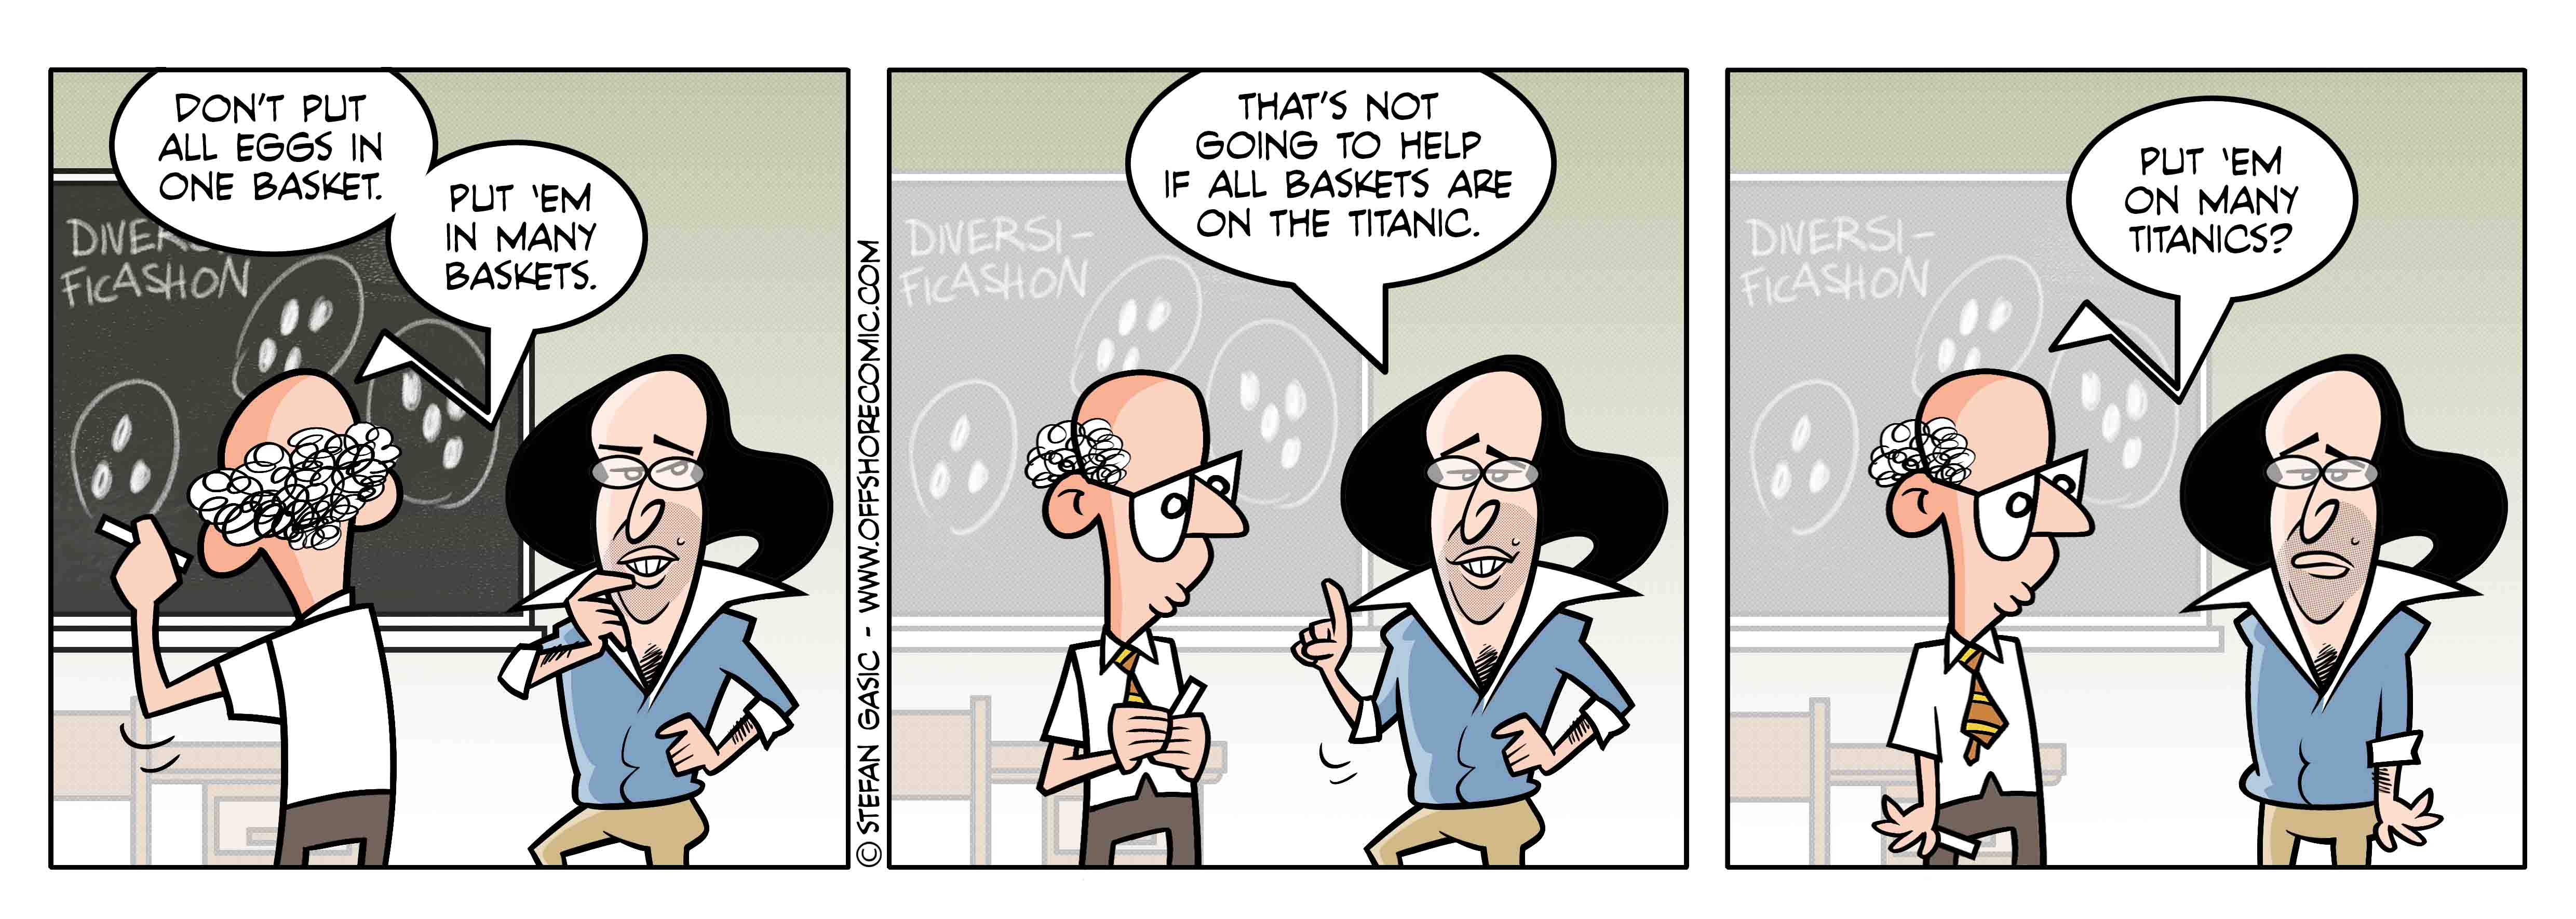 DON'T PUT
ALL EGGS IN
ONE BASKET.
PUT 'EM
IN MANY
BASKETS.
DIVERS
FICASHON
© STEFAN GASIC - WWW.OFFSHORECOMIC.COM
THAT'S NOT
GOING TO HELP
IF ALL BASKETS ARE
ON THE TITANIC.
DIVERSI-
FICASHON
PUT 'EM
ON MANY
TITANICS?
DIVERSI-
FICASHON